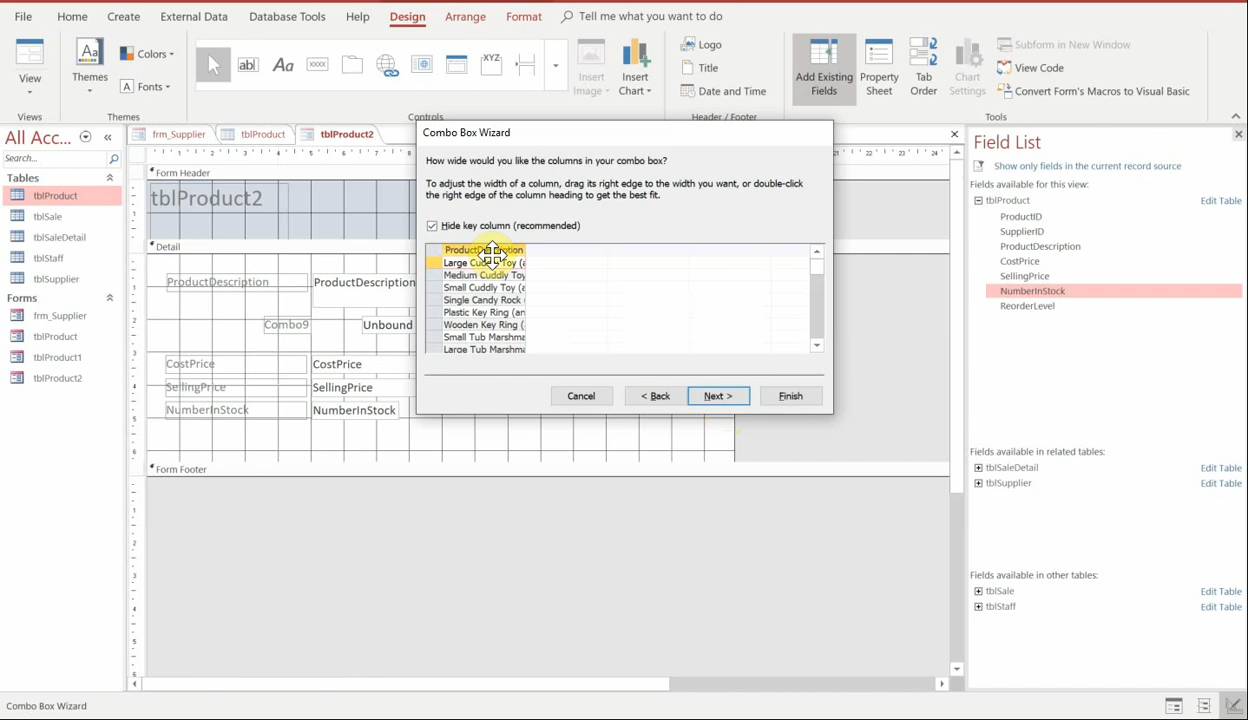 File Home Create External Data Database Tools Help Design Arrange Format Tell me what you want to do
View
Views
Aa
Themes
Colors
Fonts
Themes
ab|
Aa
XXXX
XYZ
Insert
Image
Insert
Chart
Controls
Logo
Title
Date and Time
Header / Footer
Add Existing
Fields
Property
Sheet
Tab
Order
Chart
Settings
Subform in New Window
View Code
Convert Form's Macros to Visual Basic
Tools
All Acc...
Search...
Tables
tblProduct
tblSale
tblSaleDetail
tblStaff
tblSupplier
Forms
frm_Supplier
tblProduct
tblProduct1
tblProduct2
frm_Supplier tblProduct tblProduct2
Form Header
tblProduct2
Detail
ProductDescription ProductDescription
Combo9 Unbound
CostPrice CostPrice
SellingPrice SellingPrice
NumberInStock NumberInStock
Form Footer
Combo Box Wizard
How wide would you like the columns in your combo box?
To adjust the width of a column, drag its right edge to the width you want, or double-click
the right edge of the column heading to get the best fit.
Hide key column (recommended)
ProductDescription
Large Cuddly Toy (a
Medium Cuddly Toy
Small Cuddly Toy (a
Single Candy Rock
Plastic Key Ring (an
Wooden Key Ring (
Small Tub Marshma
Large Tub Marshma
Cancel < Back Next > Finish
Field List
Show only fields in the current record source
Fields available for this view:
tblProduct Edit Table
ProductID
SupplierID
ProductDescription
CostPrice
SellingPrice
NumberInStock
ReorderLevel
Fields available in related tables:
tblSaleDetail Edit Table
tblSupplier Edit Table
Fields available in other tables:
tblSale Edit Table
tblStaff Edit Table
Combo Box Wizard